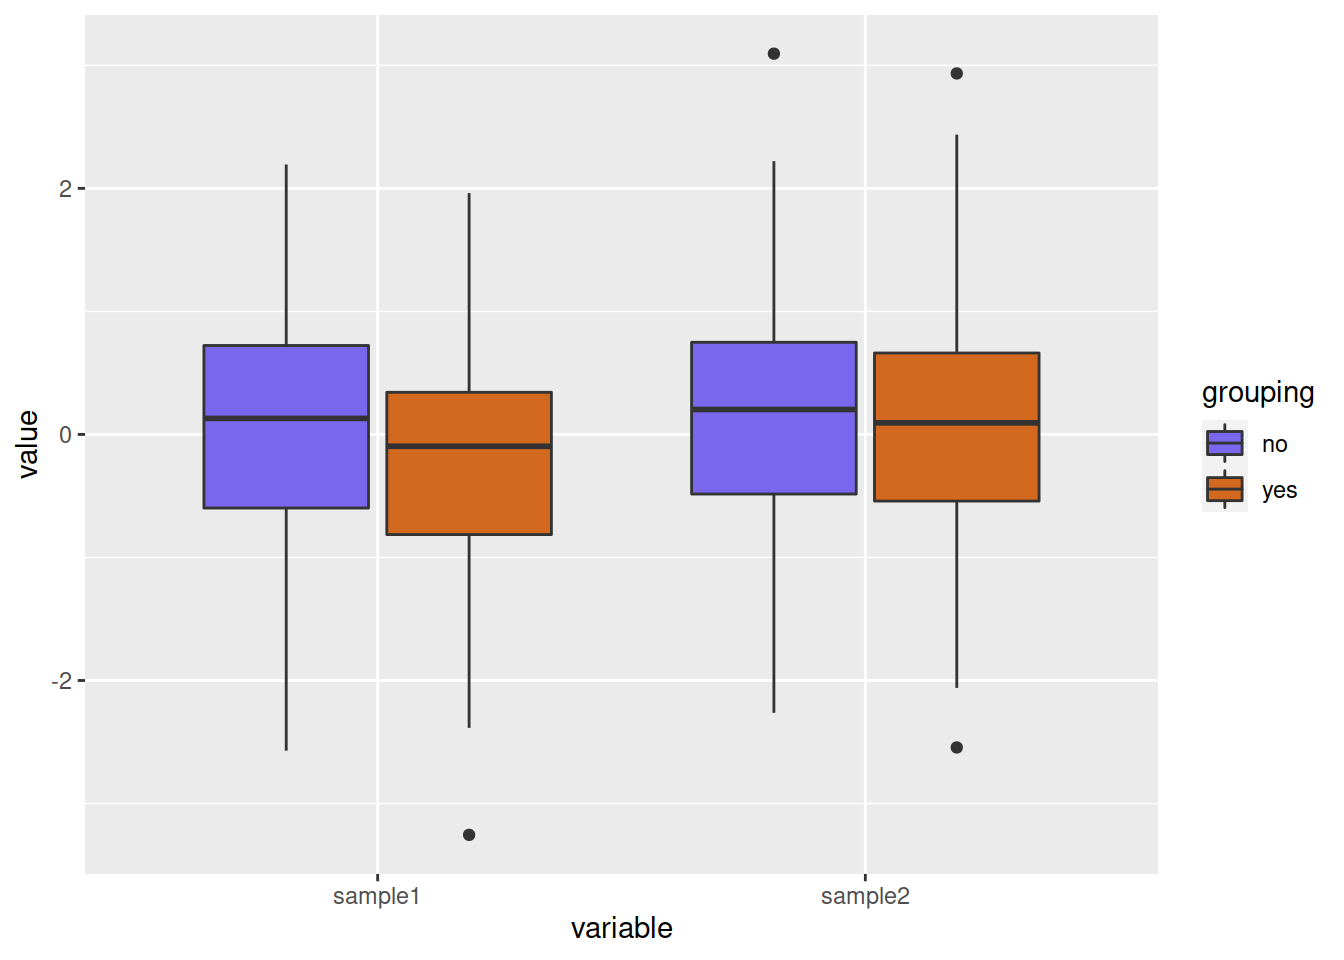 value
2
0
-2
sample1
sample2
variable
grouping
no
yes